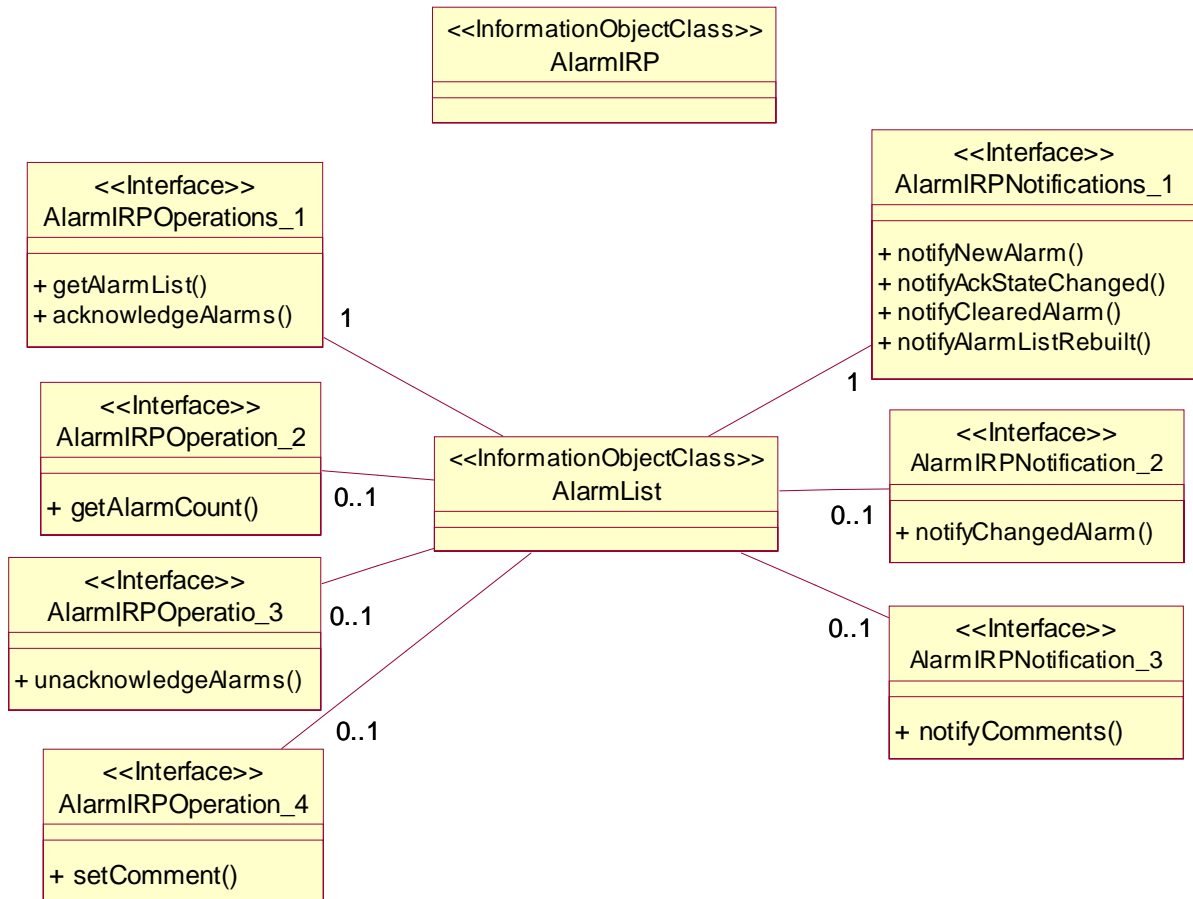 <<InformationObjectClass>>
AlarmIRP
<<Interface>>
AlarmIRPOperations_1
+ getAlarmList()
+ acknowledgeAlarms()
1
<<Interface>>
AlarmIRPNotifications_1
+ notifyNewAlarm()
+ notifyAckStateChanged()
+ notifyClearedAlarm()
+ notifyAlarmListRebuilt()
1
<<Interface>>
AlarmIRPOperation_2
+ getAlarmCount()
0..1
<<InformationObjectClass>>
AlarmList
<<Interface>>
AlarmIRPNotification_2
+ notifyChangedAlarm()
0..1
<<Interface>>
AlarmIRPOperatio_3
+ unacknowledgeAlarms()
0..1
<<Interface>>
AlarmIRPNotification_3
+ notifyComments()
0..1
<<Interface>>
AlarmIRPOperation_4
+ setComment()
0..1